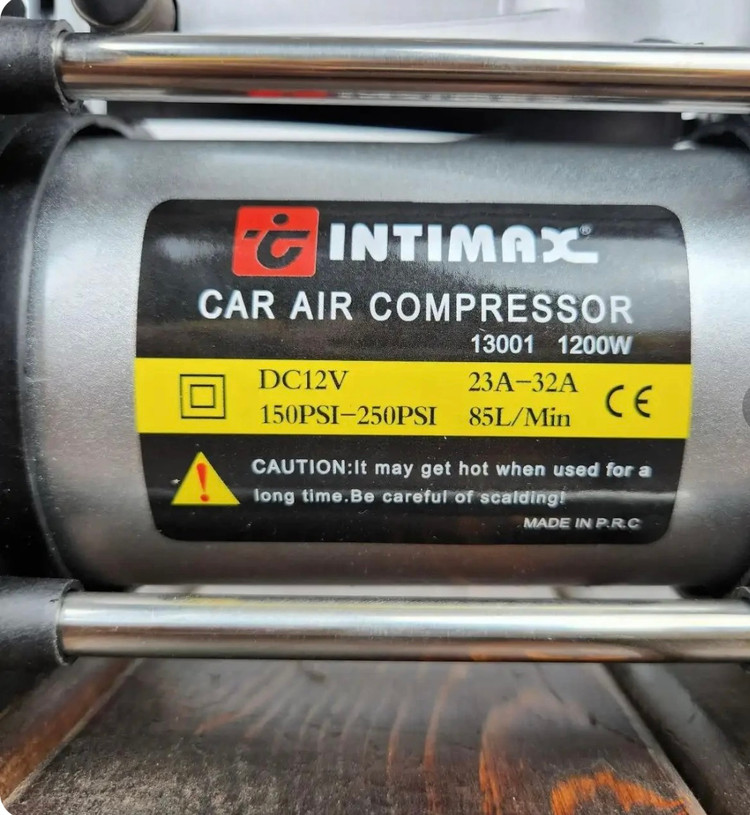 INTIMAX®
CAR AIR COMPRESSOR
13001 1200W
DC12V 23A-32A
150PSI-250PSI 85L/Min CE
CAUTION:It may get hot when used for a
long time.Be careful of scalding!
MADE IN P.R.C